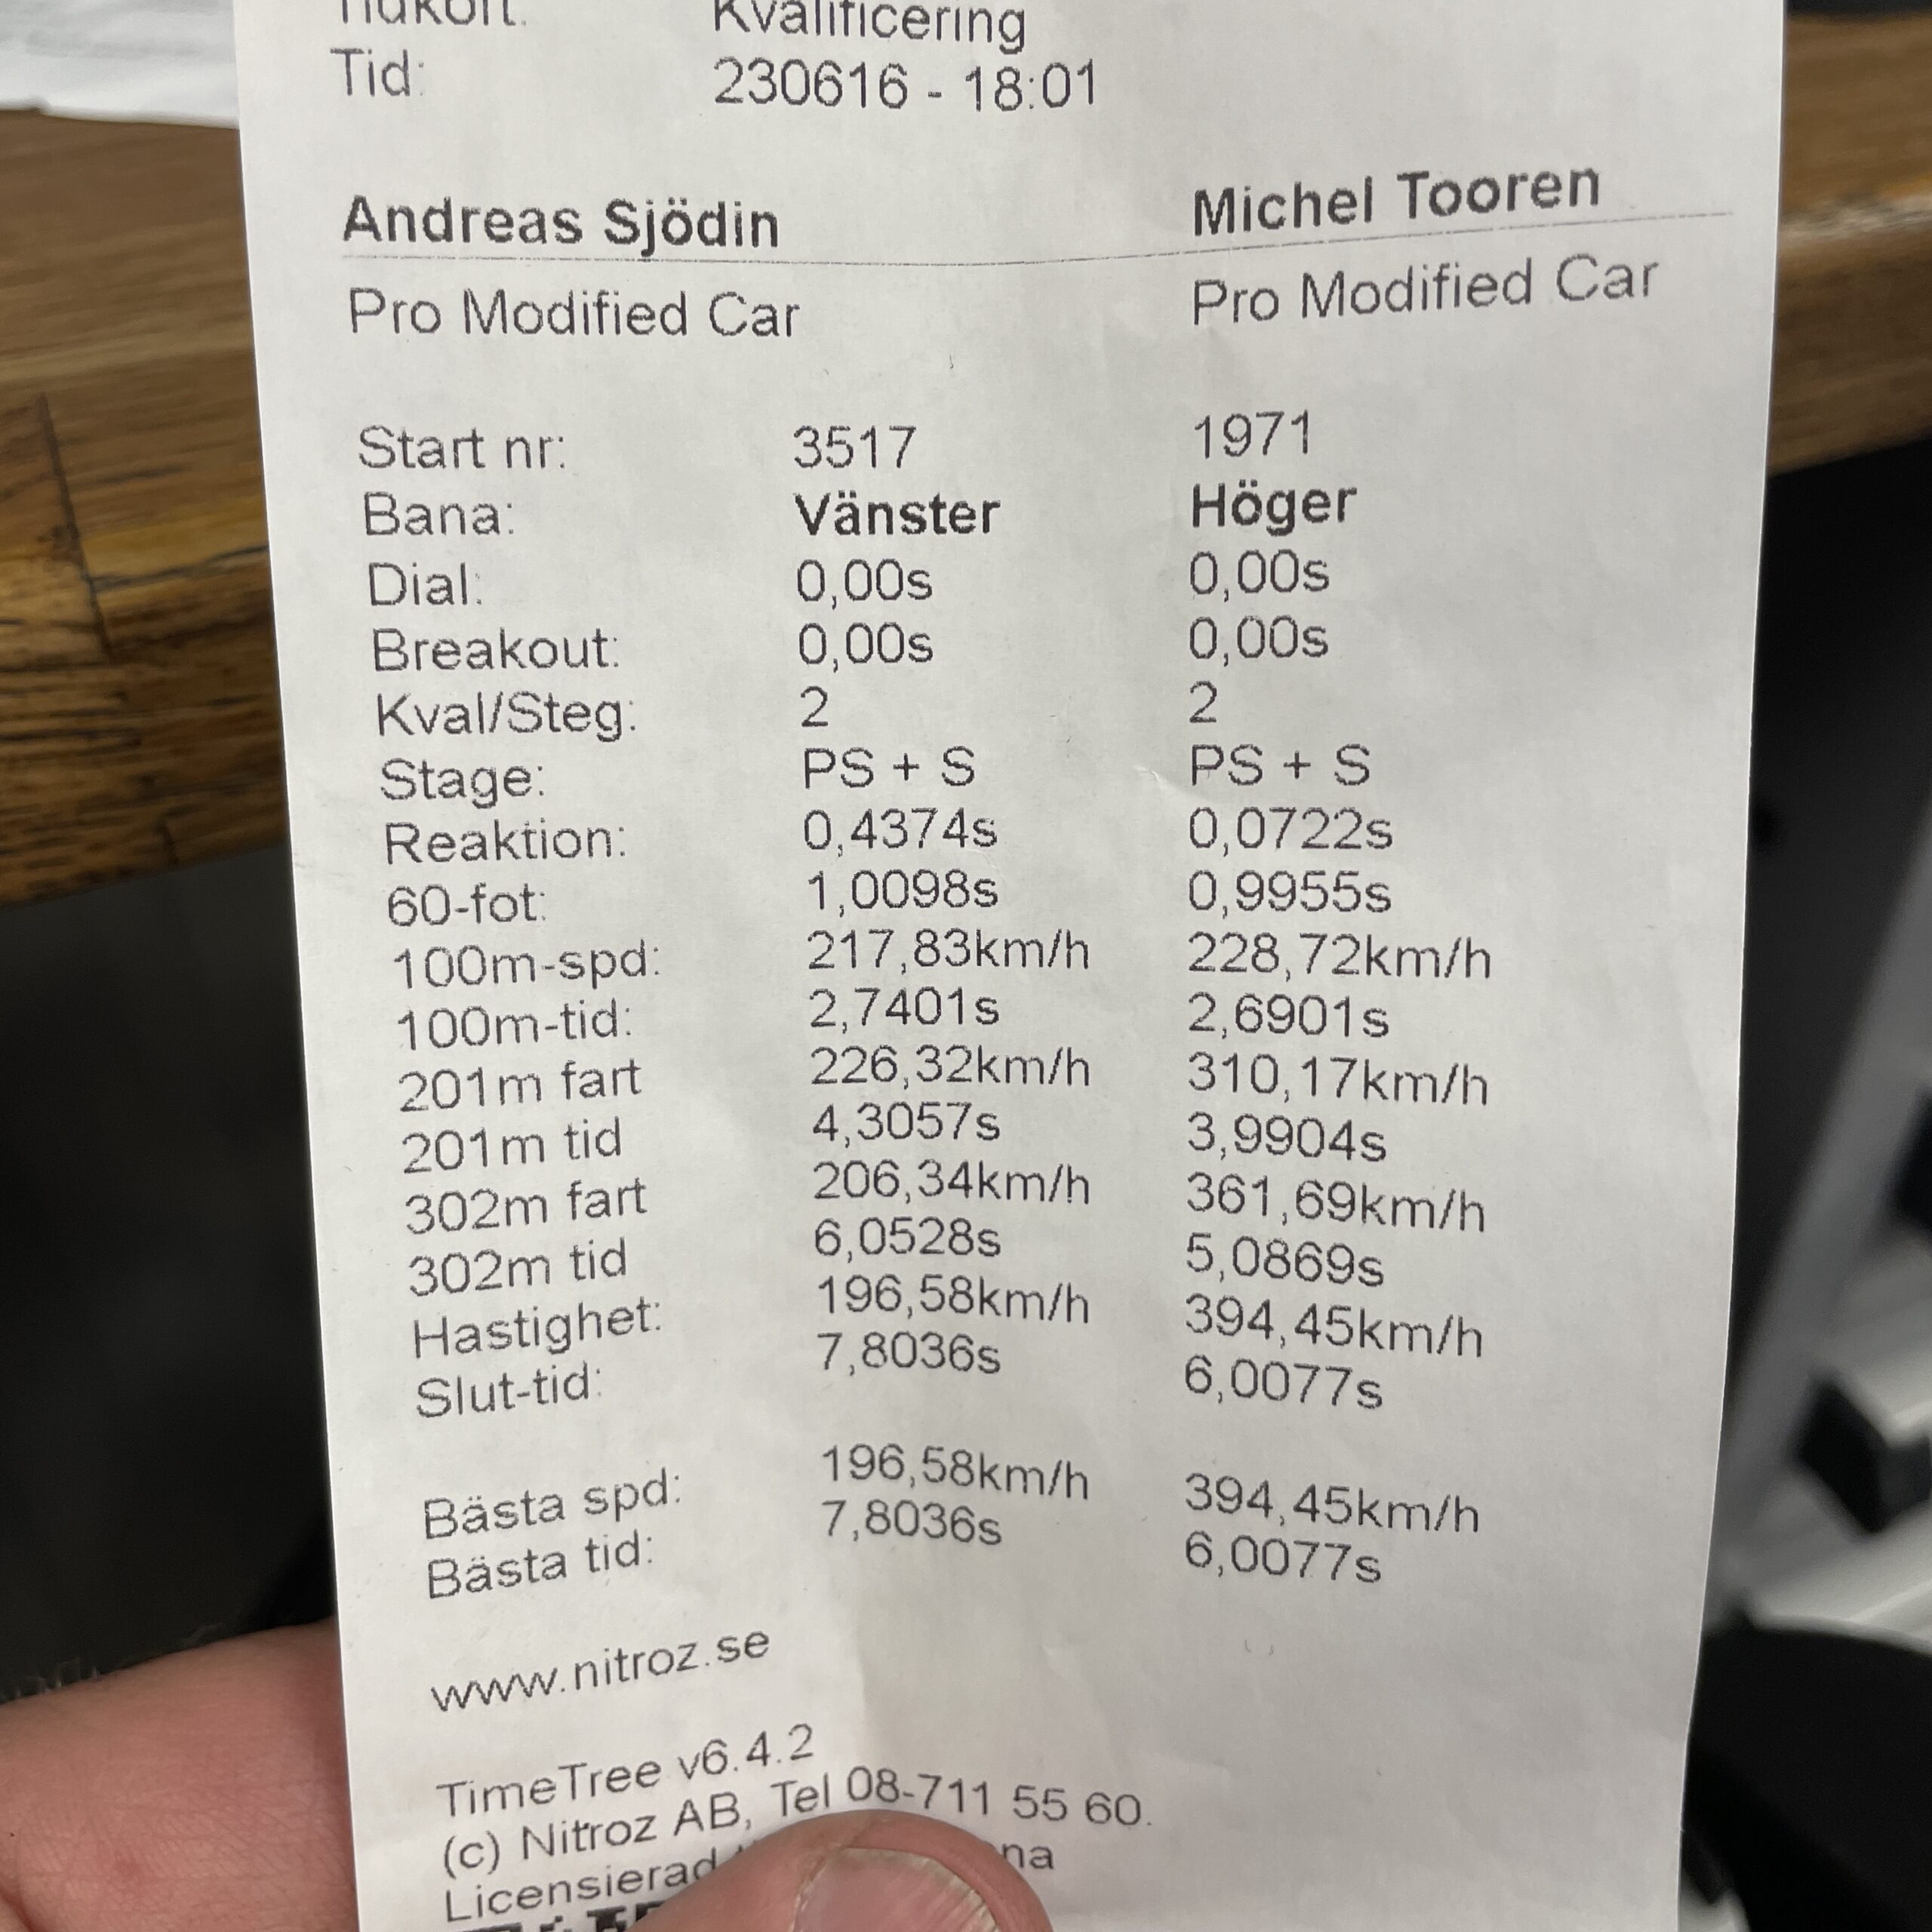 Tidkort: Kvalificering
Tid: 230616 - 18:01
Andreas Sjödin Michel Tooren
Pro Modified Car Pro Modified Car
Start nr: 3517 1971
Bana: Vänster Höger
Dial: 0,00s 0,00s
Breakout: 0,00s 0,00s
Kval/Steg: 2 2
Stage: PS + S PS + S
Reaktion: 0,4374s 0,0722s
60-fot: 1,0098s 0,9955s
100m-spd: 217,83km/h 228,72km/h
100m-tid: 2,7401s 2,6901s
201m fart 226,32km/h 310,17km/h
201m tid 4,3057s 3,9904s
302m fart 206,34km/h 361,69km/h
302m tid 6,0528s 5,0869s
Hastighet: 196,58km/h 394,45km/h
Slut-tid: 7,8036s 6,0077s
Bästa spd: 196,58km/h 394,45km/h
Bästa tid: 7,8036s 6,0077s
www.nitroz.se
TimeTree v6.4.2
(c) Nitroz AB, Tel 08-711 55 60.
Licensierad